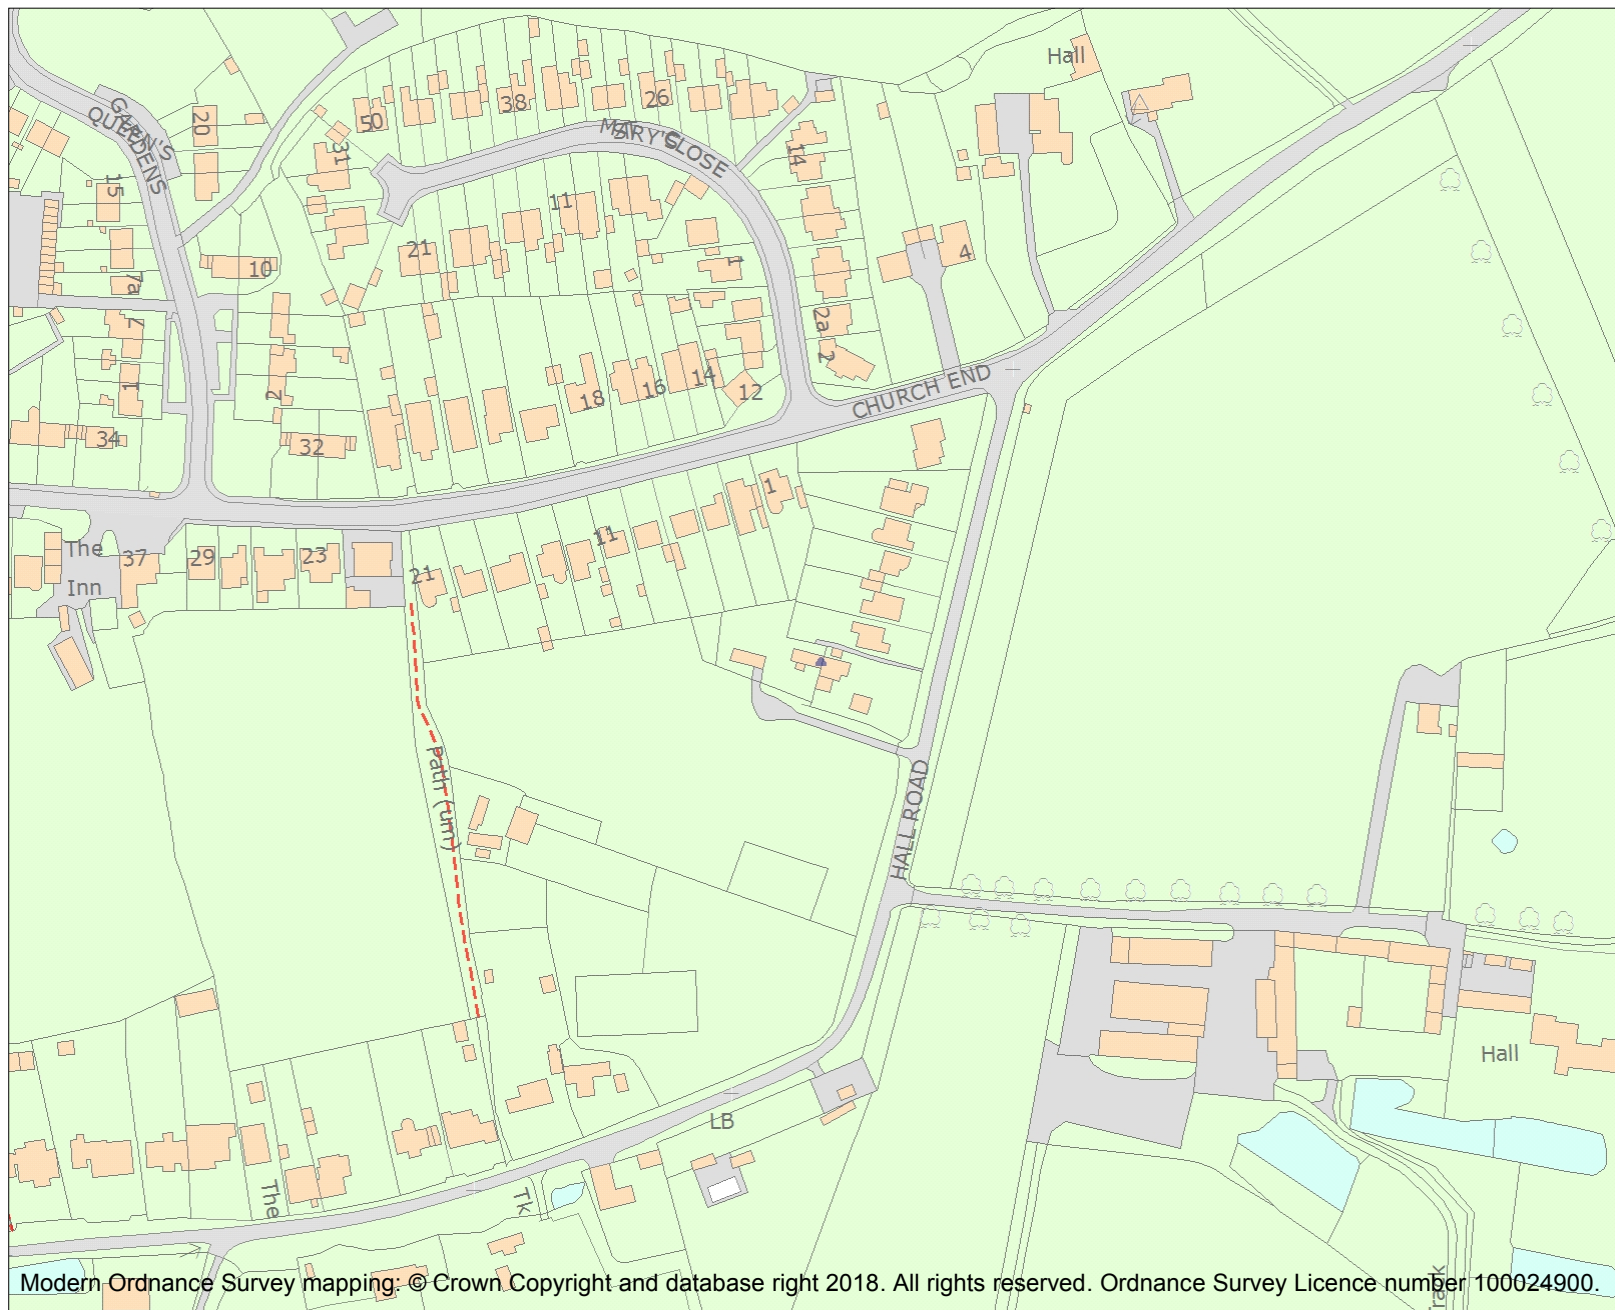 Hall
QUEEN'S
GARDENS
20
50
38
26
ST MARY'S CLOSE
31
14
15
11
21
10
1
4
7a
7
2a
2
1
2
18
16
14
12
CHURCH END
34
32
1
The
Inn
37
29
23
21
11
Path (um)
HALL ROAD
Hall
LB
The
Tk
Track
Modern Ordnance Survey mapping: © Crown Copyright and database right 2018. All rights reserved. Ordnance Survey Licence number 100024900.